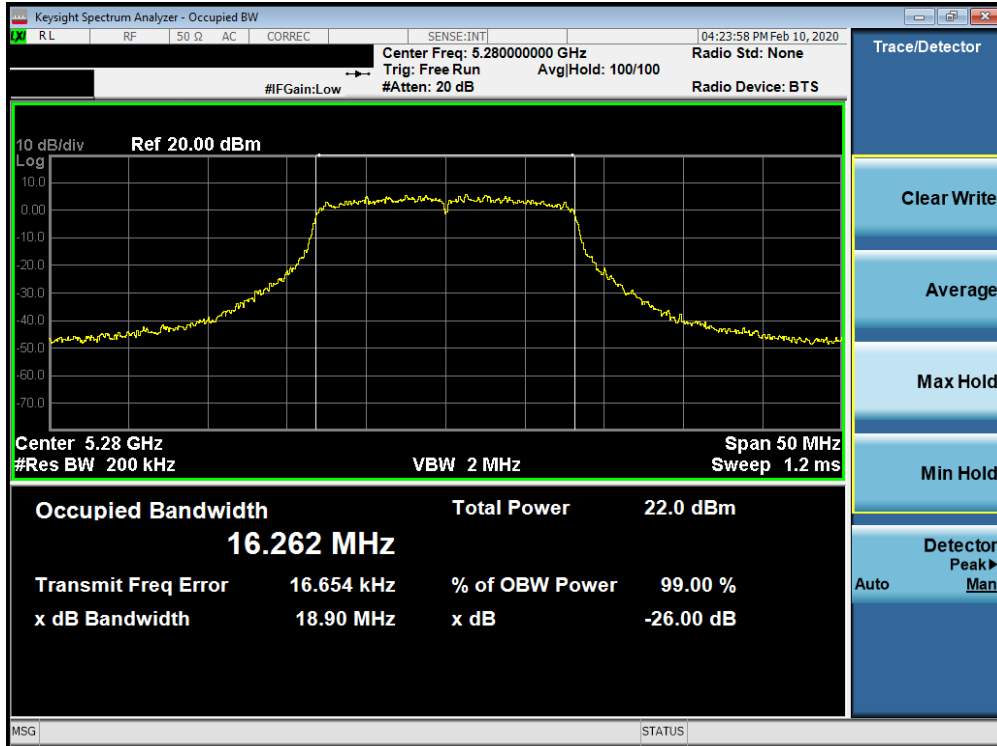 Keysight Spectrum Analyzer - Occupied BW
LXI RL RF 50 Ω AC CORREC SENSE:INT 04:23:58 PM Feb 10, 2020
Center Freq: 5.280000000 GHz Radio Std: None
Trig: Free Run Avg|Hold: 100/100
#IFGain:Low #Atten: 20 dB Radio Device: BTS
10 dB/div Ref 20.00 dBm
Log
10.0
0.00
-10.0
-20.0
-30.0
-40.0
-50.0
-60.0
-70.0
Center 5.28 GHz Span 50 MHz
#Res BW 200 kHz VBW 2 MHz Sweep 1.2 ms
Occupied Bandwidth Total Power 22.0 dBm
16.262 MHz
Transmit Freq Error 16.654 kHz % of OBW Power 99.00 %
x dB Bandwidth 18.90 MHz x dB -26.00 dB
MSG STATUS
Trace/Detector
Clear Write
Average
Max Hold
Min Hold
Detector
Peak▶
Auto Man